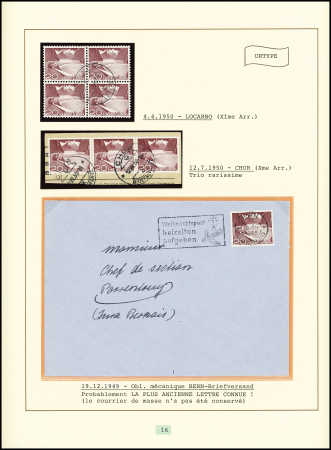 URTYPE
4.4.1950 - LOCARNO (XIme Arr.)
12.7.1950 - CHUR (Xme Arr.)
Trio rarissime
Weihnachtspost
beizeiten
aufgeben
Monsieur
Chef de section
Porrentruy
(Jura Bernois)
19.12.1949 - Obl. mécanique BERN-Briefversand
Probablement LA PLUS ANCIENNE LETTRE CONNUE !
(le courrier de masse n'a pas été conservé)
16